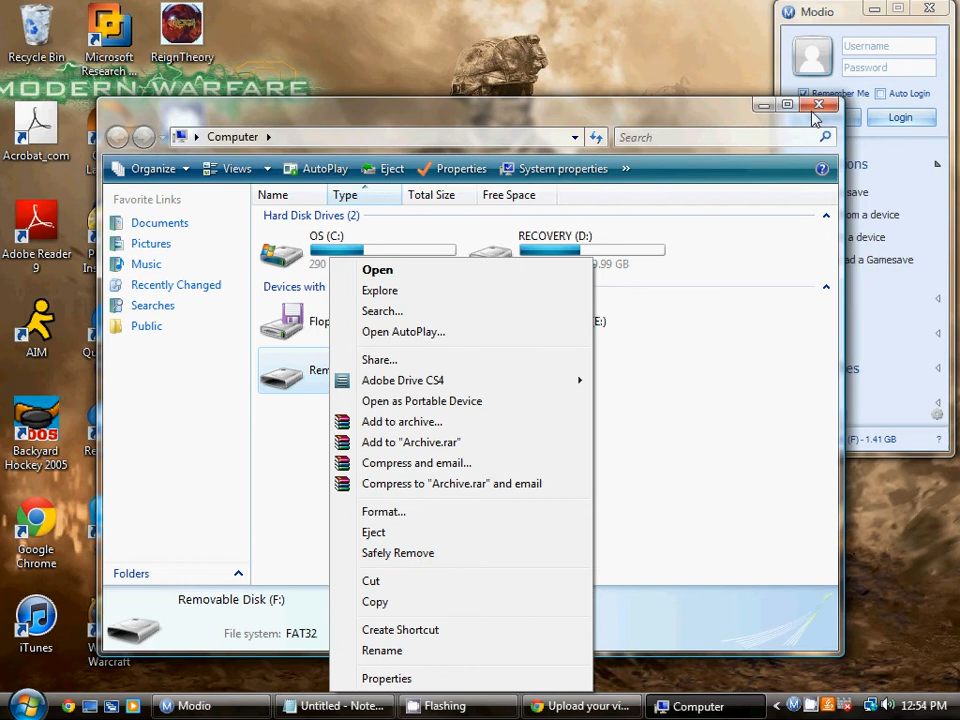 Recycle Bin
Microsoft
Research ...
ReignTheory
MODERN WARFARE
Acrobat_com
Adobe Reader
9
AIM
Backyard
Hockey 2005
Google
Chrome
iTunes
Warcraft
Modio
Username
Password
Remember Me
Auto Login
Login
Computer
Search
Organize
Views
AutoPlay
Eject
Properties
System properties
»
?
Favorite Links
Documents
Pictures
Music
Recently Changed
Searches
Public
Folders
Name
Type
Total Size
Free Space
Hard Disk Drives (2)
OS (C:)
290
RECOVERY (D:)
9.99 GB
Devices with
Flop
(E:)
Rem
Open
Explore
Search...
Open AutoPlay...
Share...
Adobe Drive CS4
Open as Portable Device
Add to archive...
Add to "Archive.rar"
Compress and email...
Compress to "Archive.rar" and email
Format...
Eject
Safely Remove
Cut
Copy
Create Shortcut
Rename
Properties
Removable Disk (F:)
File system: FAT32
ions
save
om a device
a device
ad a Gamesave
es
(F) - 1.41 GB
?
Modio
Untitled - Note...
Flashing
Upload your vi...
Computer
12:54 PM